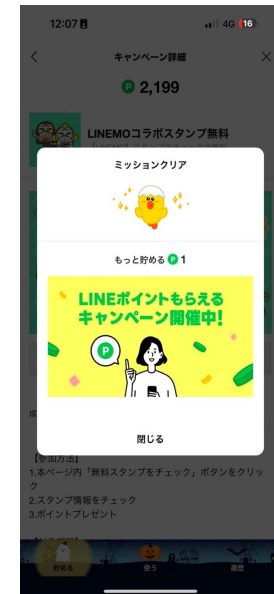 12:07
4G 16
キャンペーン詳細
P 2,199
LINEMOコラボスタンプ無料
ミッションクリア
もっと貯める P 1
LINEポイントもらえる
キャンペーン開催中!
P
閉じる
【参加方法】
1.本ページ内「無料スタンプをチェック」ボタンをクリッ
ク
2.スタンプ情報をチェック
3.ポイントプレゼント
貯める
使う
履歴